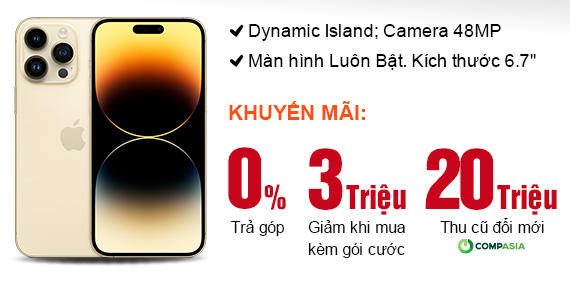 ✔ Dynamic Island; Camera 48MP
✔ Màn hình Luôn Bật. Kích thước 6.7"
KHUYẾN MÃI:
0% 3 Triệu 20 Triệu
Trả góp Giảm khi mua Thu cũ đổi mới
kèm gói cước COMPASIA